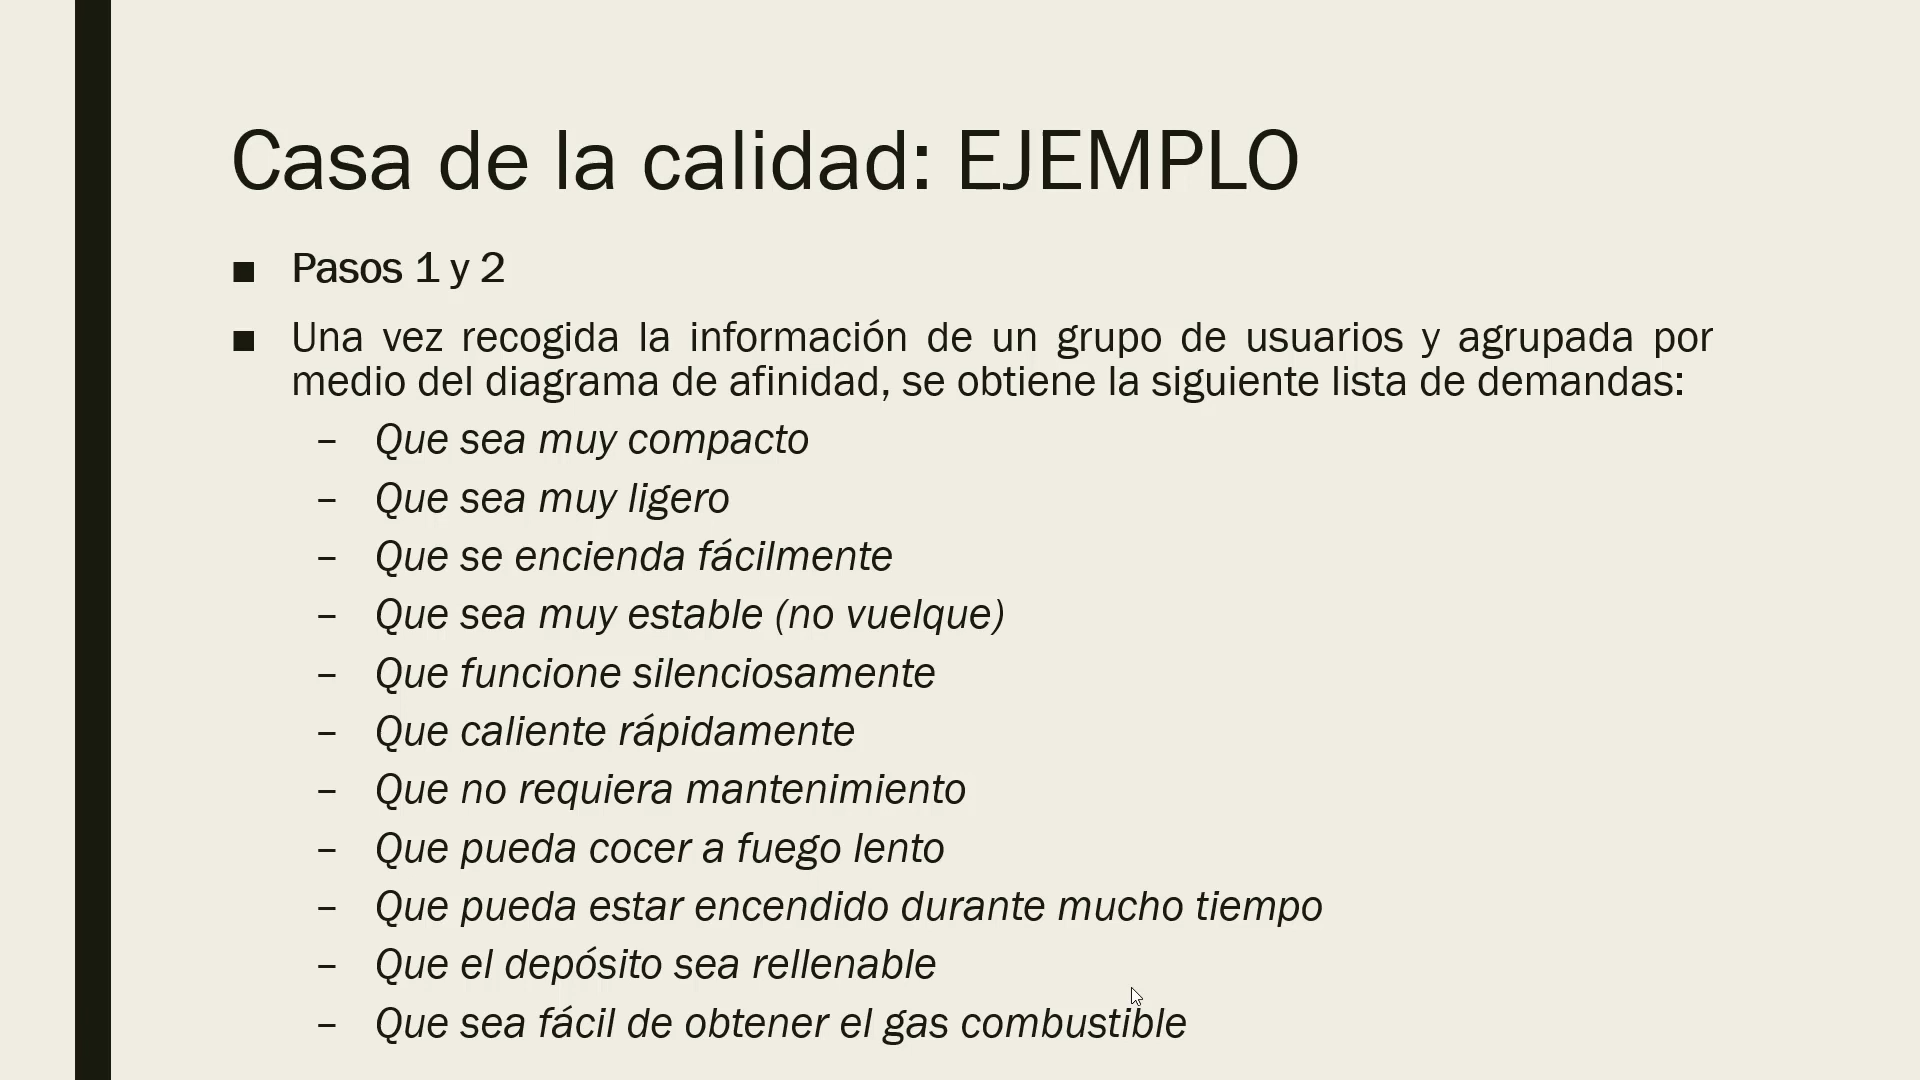 Casa de la calidad: EJEMPLO
■ Pasos 1 y 2
■ Una vez recogida la información de un grupo de usuarios y agrupada por
medio del diagrama de afinidad, se obtiene la siguiente lista de demandas:
– Que sea muy compacto
– Que sea muy ligero
– Que se encienda fácilmente
– Que sea muy estable (no vuelque)
– Que funcione silenciosamente
– Que caliente rápidamente
– Que no requiera mantenimiento
– Que pueda cocer a fuego lento
– Que pueda estar encendido durante mucho tiempo
– Que el depósito sea rellenable
– Que sea fácil de obtener el gas combustible